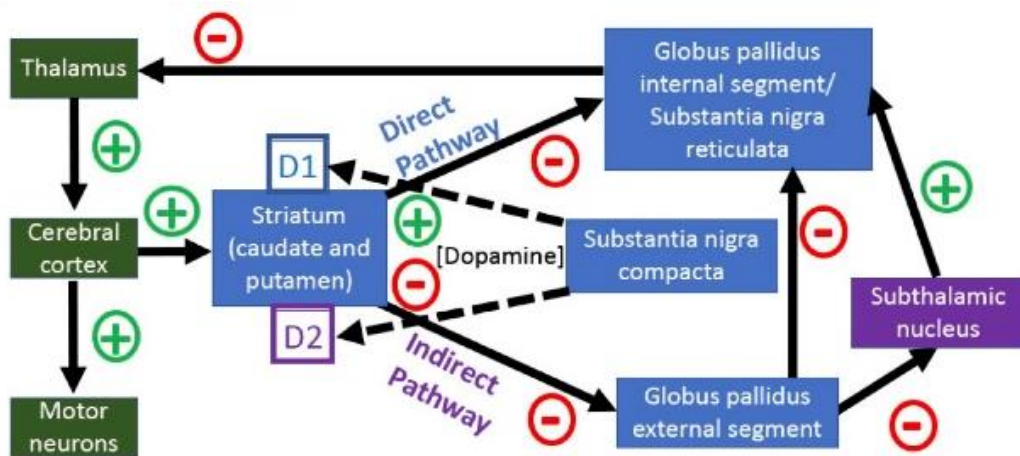 Thalamus
Cerebral
cortex
Motor
neurons
D1
Striatum
(caudate and
putamen)
D2
Direct
Pathway
Indirect
Pathway
[Dopamine]
Substantia nigra
compacta
Globus pallidus
internal segment/
Substantia nigra
reticulata
Globus pallidus
external segment
Subthalamic
nucleus